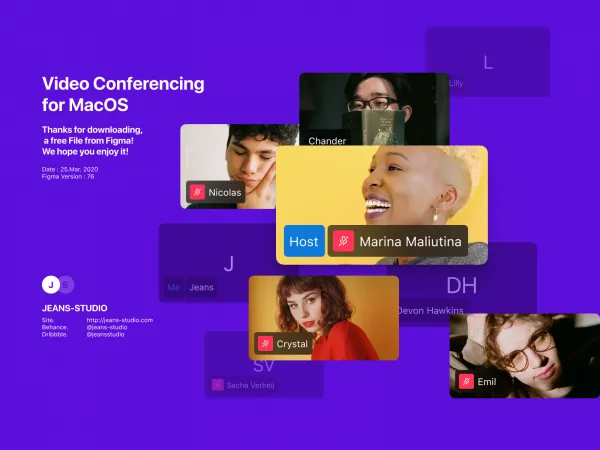 Video Conferencing
for MacOS
Thanks for downloading,
a free File from Figma!
We hope you enjoy it!
Date : 25,Mar, 2020
Figma Version : 76
L
Lilly
Chander
Nicolas
Host Marina Maliutina
J
Me Jeans
DH
Devon Hawkins
J S
JEANS-STUDIO
Site. http://jeans-studio.com
Behance. @jeans-studio
Dribbble. @jeansstudio
Crystal
SV
Sacha Verheij
Emil